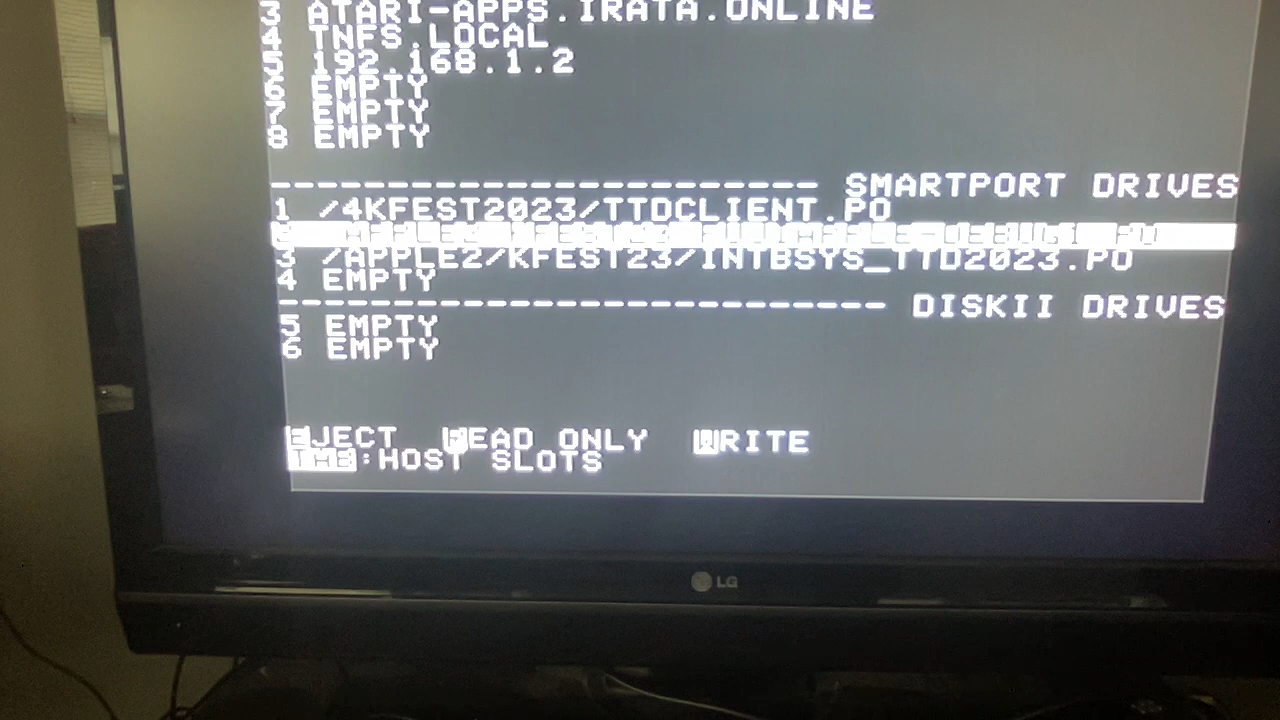 3 ATARI-APPS.IRATA.ONLINE
4 TNFS.LOCAL
5 192.168.1.2
6 EMPTY
7 EMPTY
8 EMPTY
---------------------- SMARTPORT DRIVES
1 /4KFEST2023/TTDCLIENT.PO
3 /APPLE2/KFEST23/INTBSYS_TTD2023.PO
4 EMPTY
------------------------- DISKII DRIVES
5 EMPTY
6 EMPTY
EJECT READ ONLY WRITE
TAB:HOST SLOTS
LG